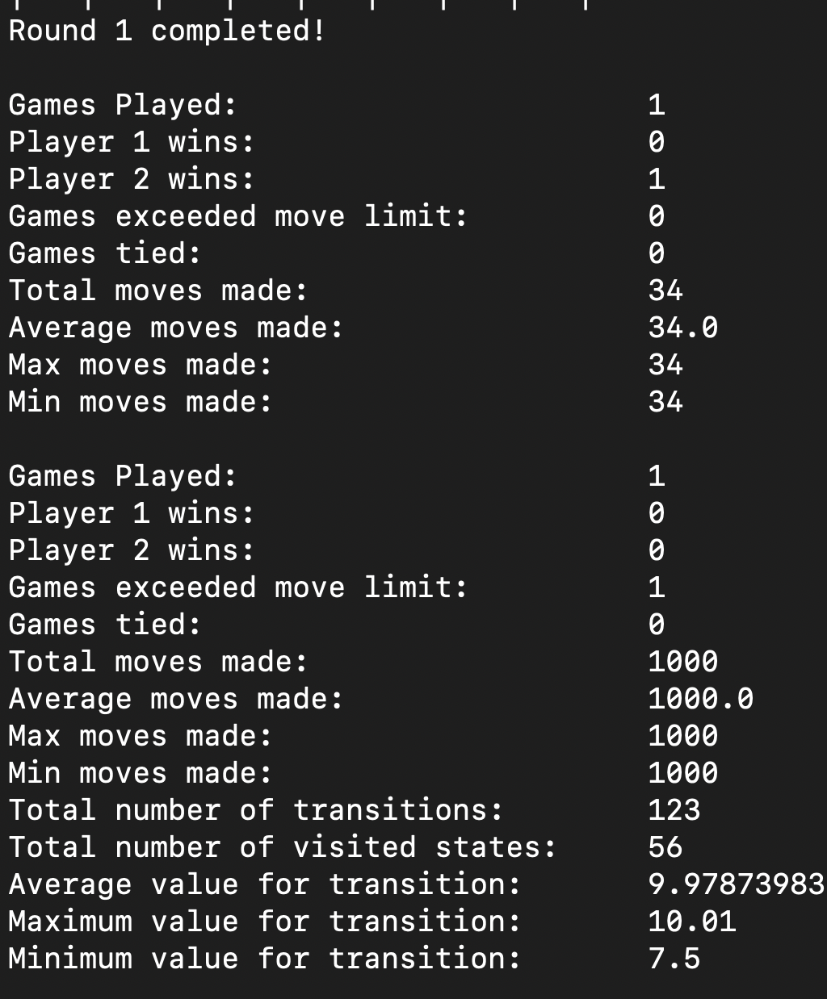 Round 1 completed!
Games Played: 1
Player 1 wins: 0
Player 2 wins: 1
Games exceeded move limit: 0
Games tied: 0
Total moves made: 34
Average moves made: 34.0
Max moves made: 34
Min moves made: 34
Games Played: 1
Player 1 wins: 0
Player 2 wins: 0
Games exceeded move limit: 1
Games tied: 0
Total moves made: 1000
Average moves made: 1000.0
Max moves made: 1000
Min moves made: 1000
Total number of transitions: 123
Total number of visited states: 56
Average value for transition: 9.97873983
Maximum value for transition: 10.01
Minimum value for transition: 7.5